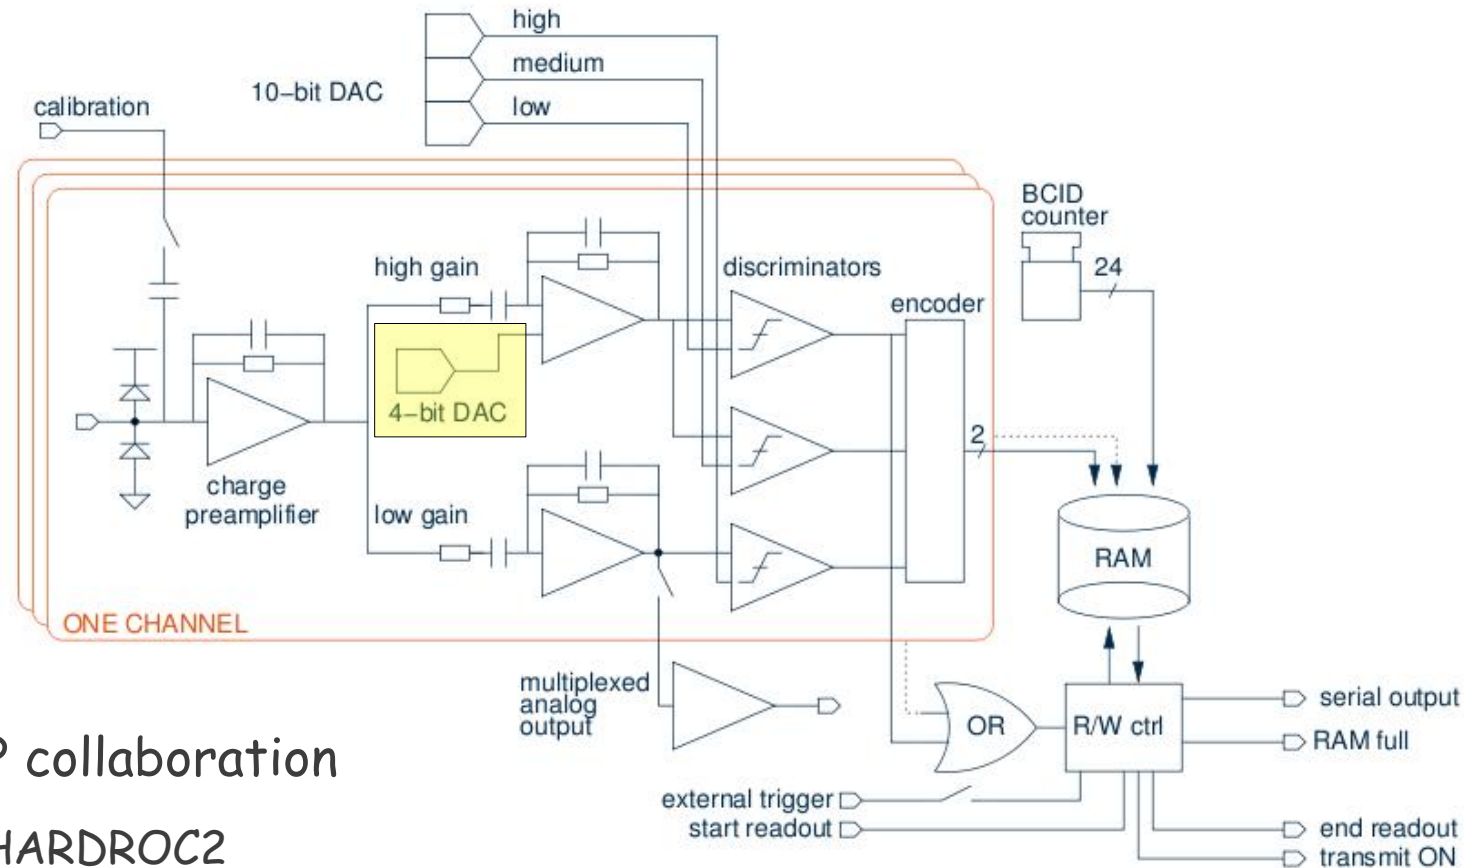 high
medium
low
10−bit DAC
calibration
BCID
counter
24
high gain
discriminators
encoder
4−bit DAC
2
charge
preamplifier
low gain
RAM
ONE CHANNEL
multiplexed
analog
output
OR
R/W ctrl
serial output
RAM full
collaboration
external trigger
start readout
end readout
HARDROC2
transmit ON